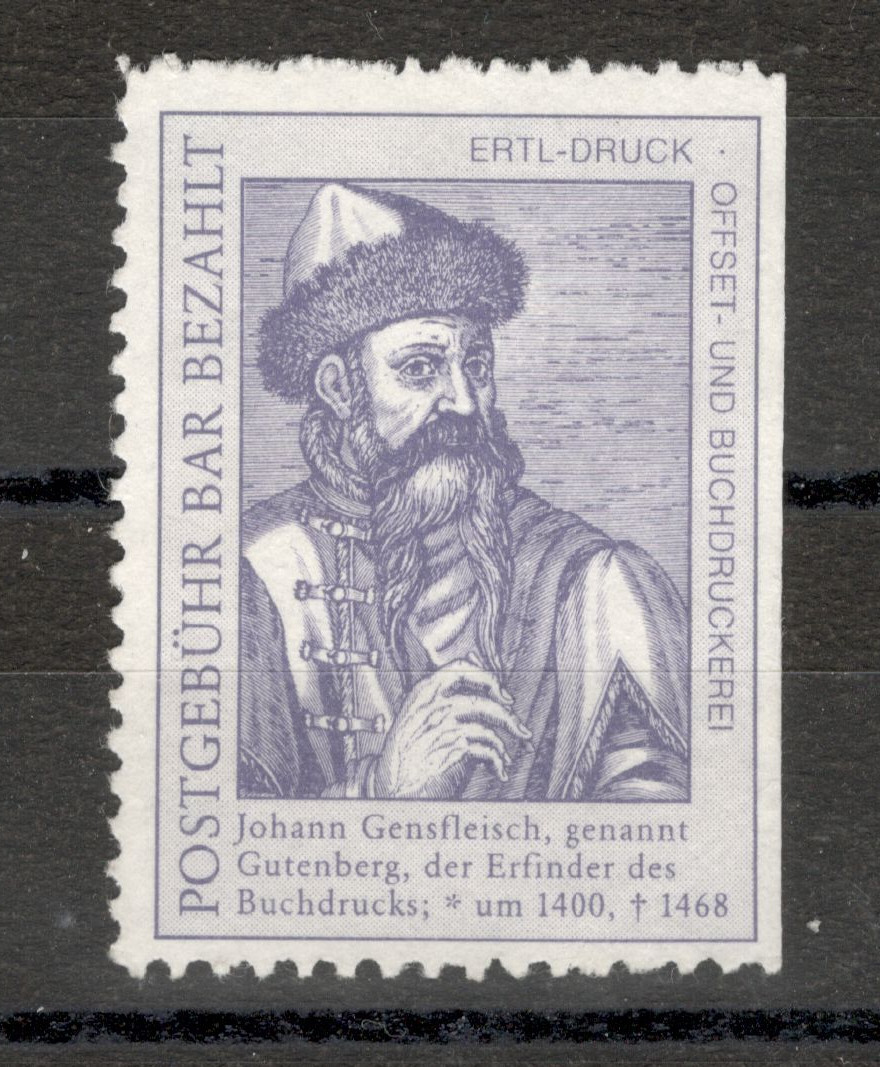 ERTL-DRUCK ·
OFFSET- UND BUCHDRUCKEREI
POSTGEBÜHR BAR BEZAHLT
Johann Gensfleisch, genannt
Gutenberg, der Erfinder des
Buchdrucks; * um 1400, † 1468